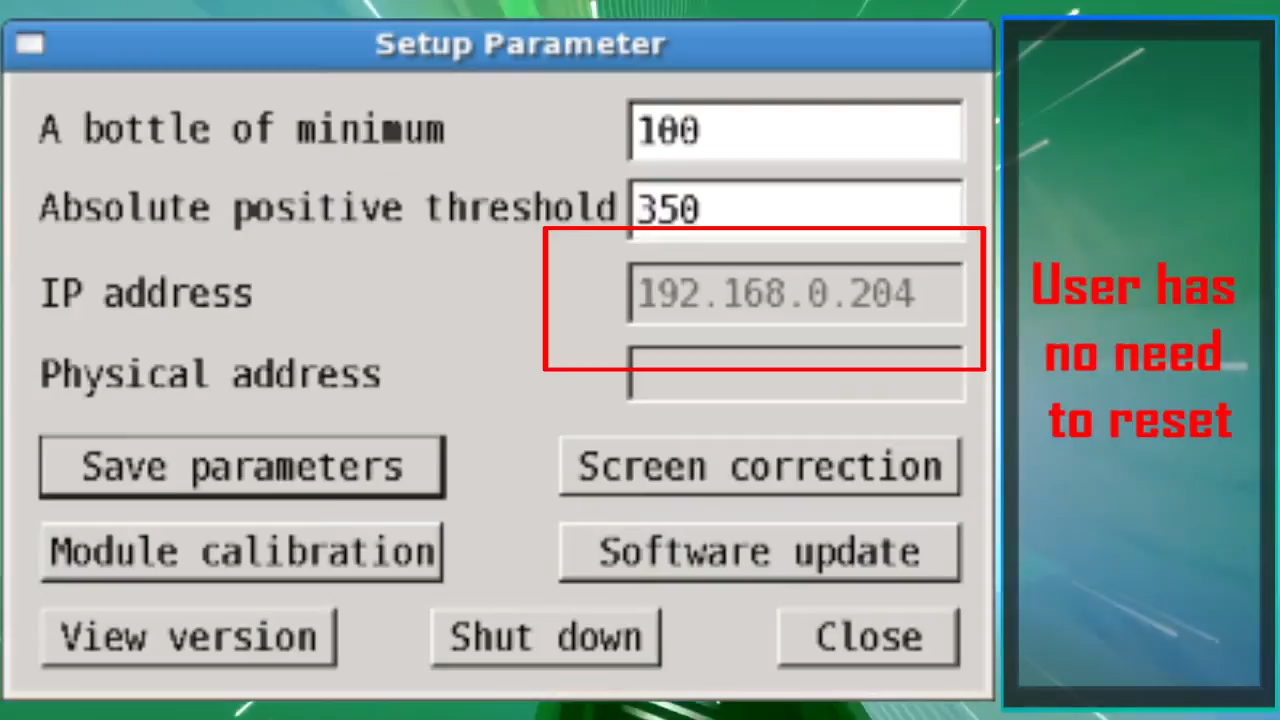 Setup Parameter
A bottle of minimum 100
Absolute positive threshold 350
IP address 192.168.0.204
Physical address
Save parameters Screen correction
Module calibration Software update
View version Shut down Close
User has
no need
to reset